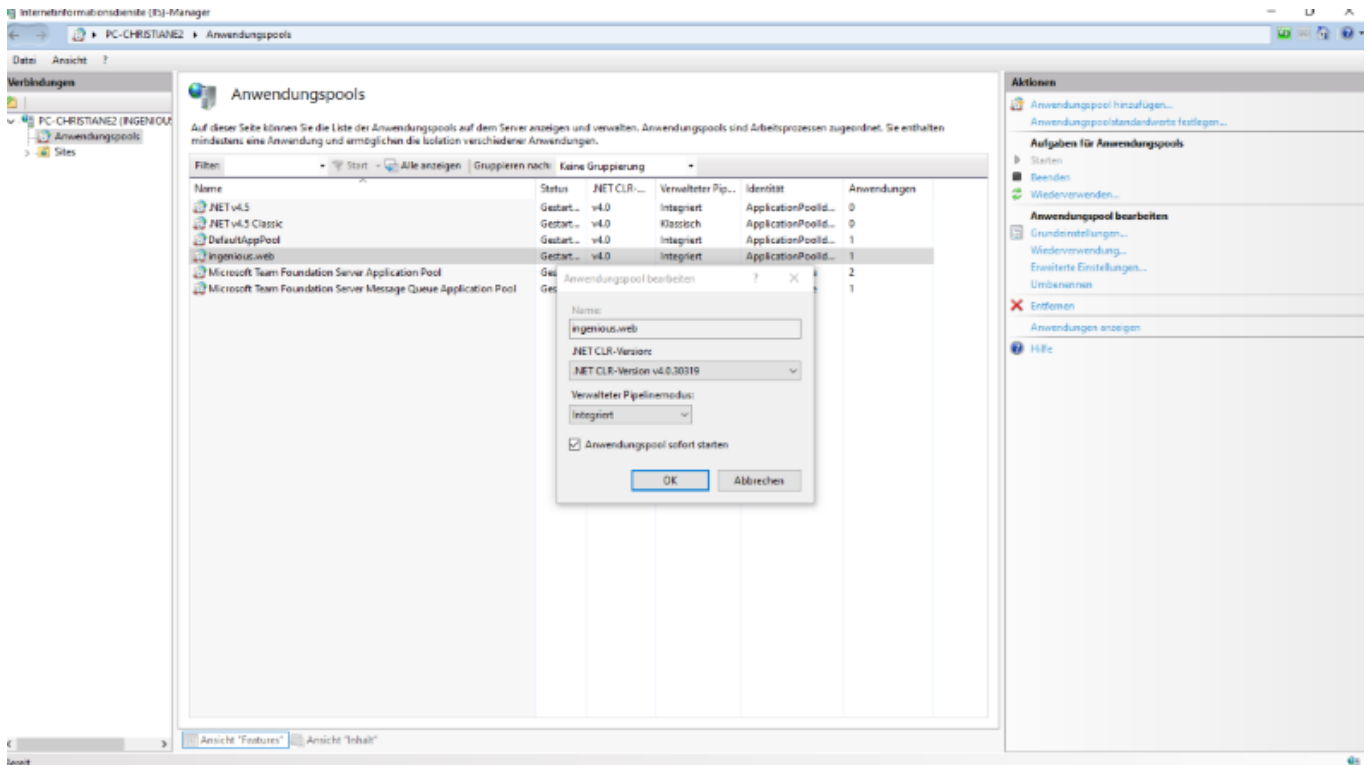 Internetinformationsdienste (IIS)-Manager
PC-CHRISTIANE2 Anwendungspools
Datei Ansicht ?
Verbindungen
PC-CHRISTIANE2 (INGENIOU
Anwendungspools
Sites
Anwendungspools
Auf dieser Seite können Sie die Liste der Anwendungspools auf dem Server anzeigen und verwalten. Anwendungspools sind Arbeitsprozessen zugeordnet. Sie enthalten
mindestens eine Anwendung und ermöglichen die Isolation verschiedener Anwendungen.
Filter: Start Alle anzeigen Gruppieren nach: Keine Gruppierung
Name Status .NET CLR-... Verwalteter Pip... Identität Anwendungen
.NET v4.5 Gestart... v4.0 Integriert ApplicationPoolId... 0
.NET v4.5 Classic Gestart... v4.0 Klassisch ApplicationPoolId... 0
DefaultAppPool Gestart... v4.0 Integriert ApplicationPoolId... 1
ingenious.web Gestart... v4.0 Integriert ApplicationPoolId... 1
Microsoft Team Foundation Server Application Pool Ges 2
Microsoft Team Foundation Server Message Queue Application Pool Ges 1
Anwendungspool bearbeiten ?
Name:
ingenious.web
.NET CLR-Version:
.NET CLR-Version v4.0.30319
Verwalteter Pipelinemodus:
Integriert
Anwendungspool sofort starten
OK Abbrechen
Ansicht "Features" Ansicht "Inhalt"
Aktionen
Anwendungspool hinzufügen...
Anwendungspoolstandardwerte festlegen...
Aufgaben für Anwendungspools
Starten
Beenden
Wiederverwenden...
Anwendungspool bearbeiten
Grundeinstellungen...
Wiederverwendung...
Erweiterte Einstellungen...
Umbenennen
Entfernen
Anwendungen anzeigen
Hilfe
Bereit